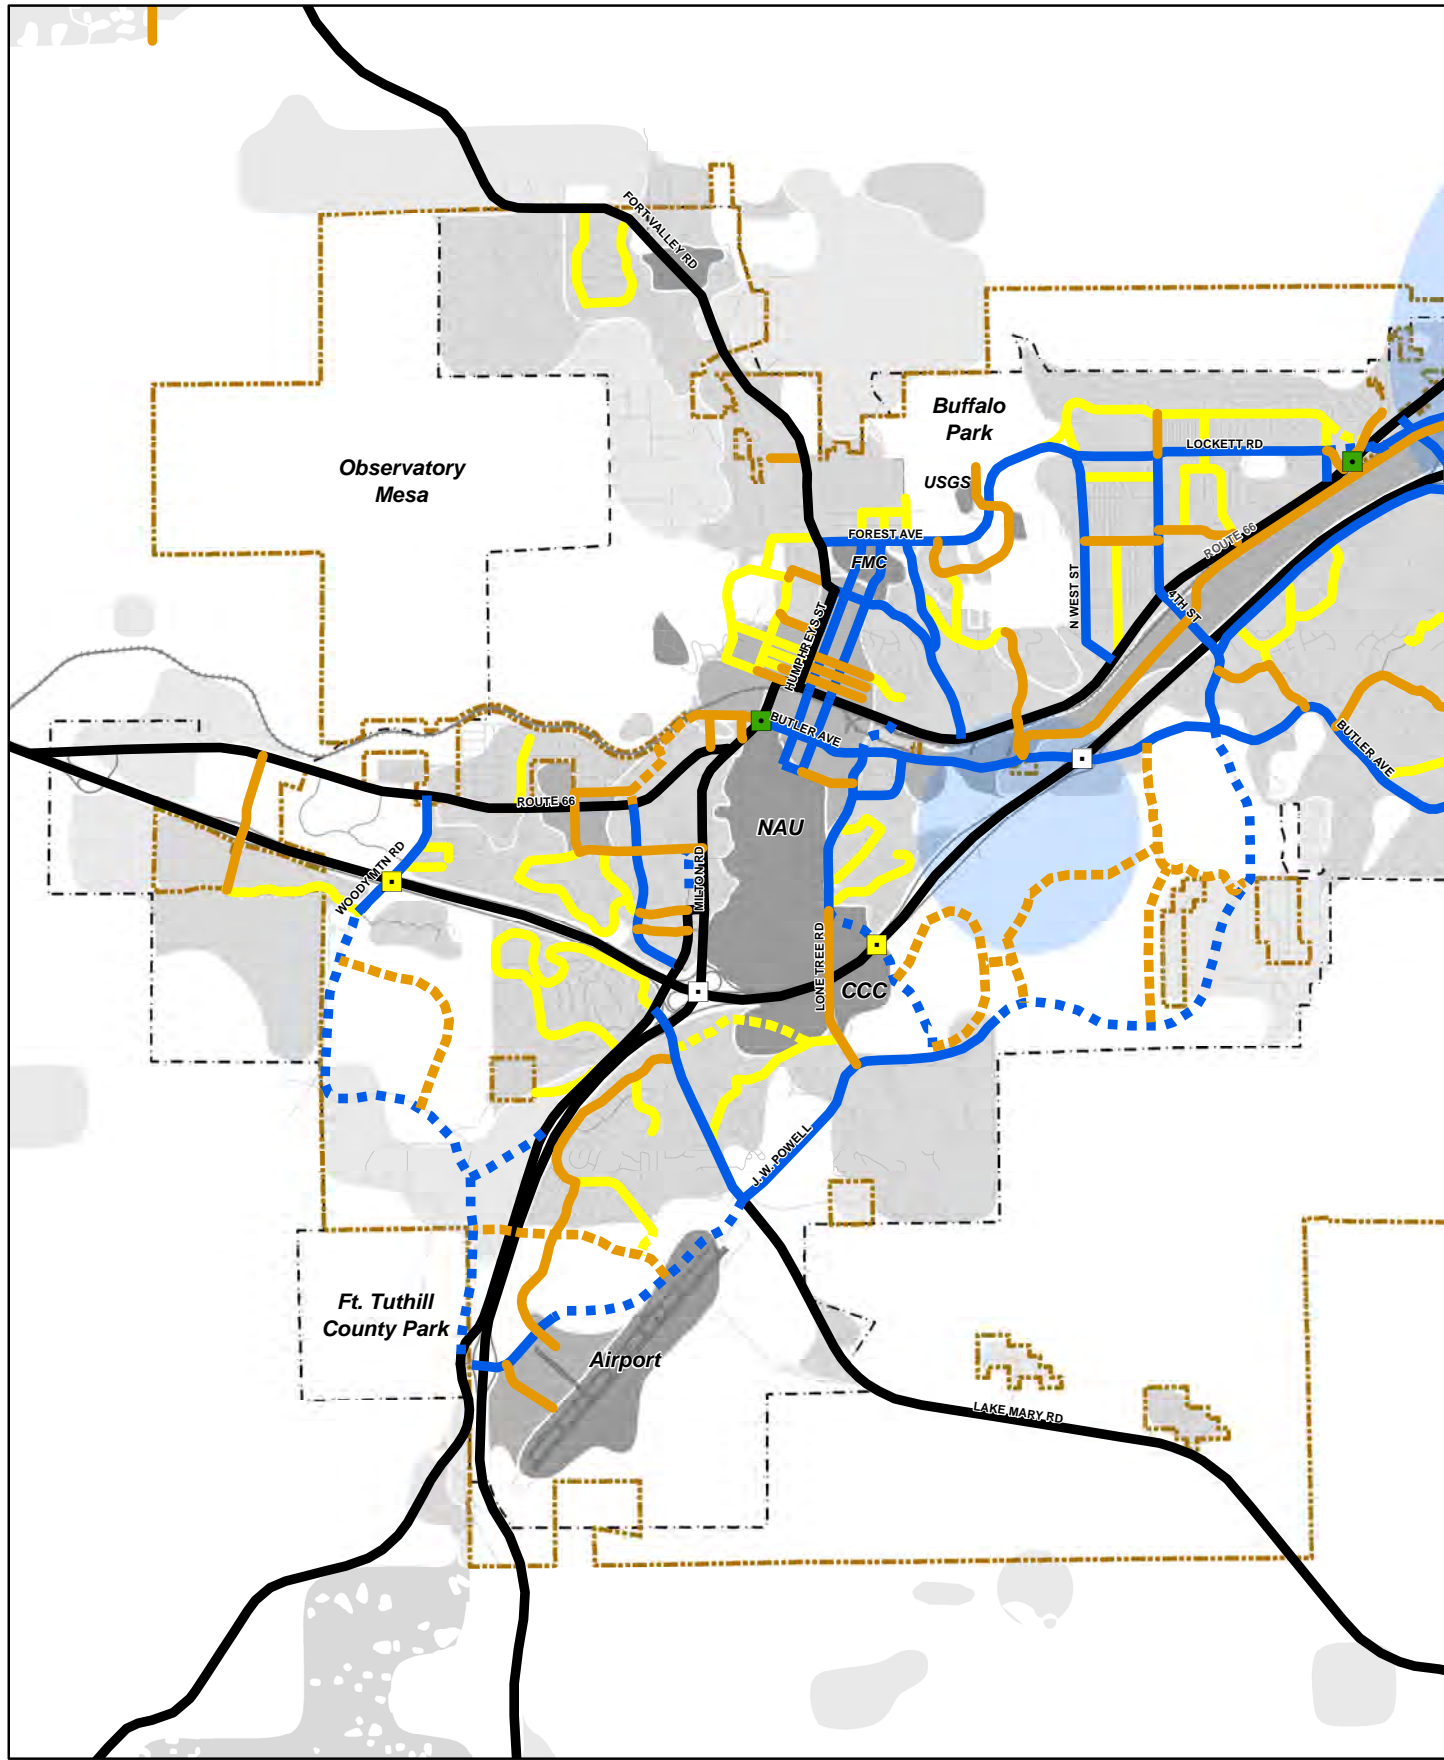 FORT VALLEY RD
Buffalo
Park
LOCKETT RD
Observatory
Mesa
USGS
FOREST AVE
FMC
ROUTE 66
N WEST ST
4TH ST
HUMPHREYS ST
BUTLER AVE
BUTLER AVE
ROUTE 66
NAU
WOODY MTN RD
MILTON RD
LONE TREE RD
CCC
J. W. POWELL
Ft. Tuthill
County Park
Airport
LAKE MARY RD